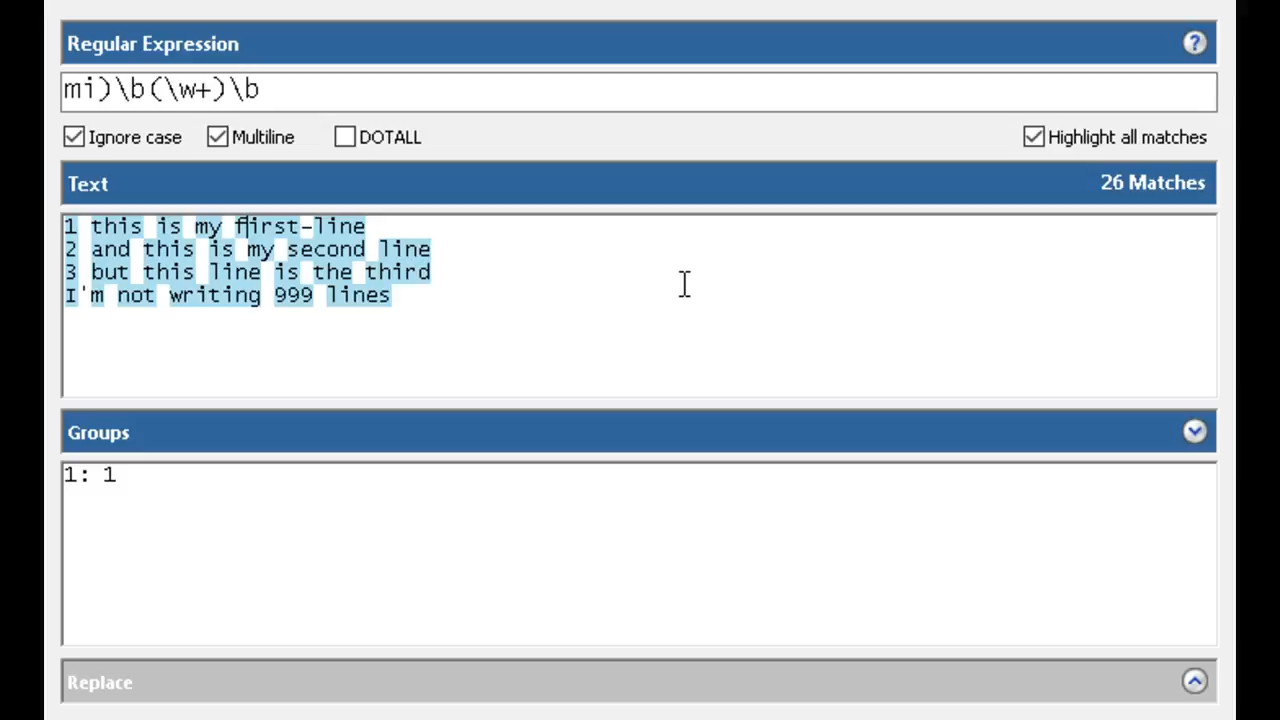 Regular Expression
mi)\b(\w+)\b
Ignore case Multiline DOTALL Highlight all matches
Text 26 Matches
1 this is my first-line
2 and this is my second line
3 but this line is the third
I'm not writing 999 lines
Groups
1: 1
Replace